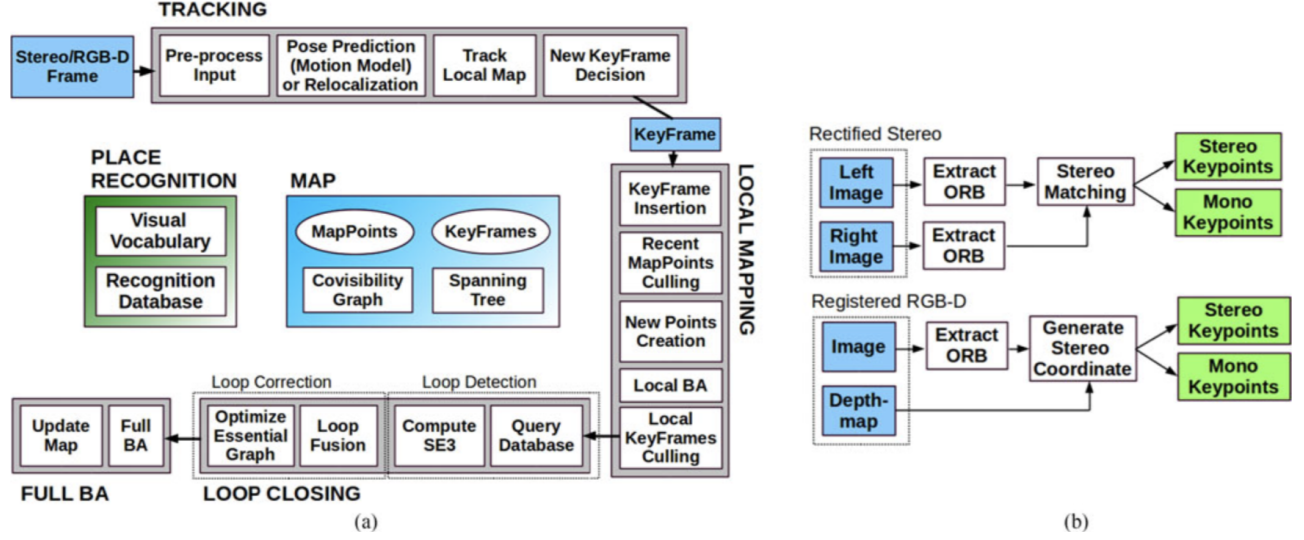 TRACKING
Stereo/RGB-D
Frame
Pre-process
Input
Pose Prediction
(Motion Model)
or Relocalization
Track
Local Map
New KeyFrame
Decision
KeyFrame
PLACE
RECOGNITION
Visual
Vocabulary
Recognition
Database
MAP
MapPoints
KeyFrames
Covisibility
Graph
Spanning
Tree
LOCAL MAPPING
KeyFrame
Insertion
Recent
MapPoints
Culling
New Points
Creation
Local BA
Local
KeyFrames
Culling
Loop Correction
Loop Detection
Update
Map
Full
BA
Optimize
Essential
Graph
Loop
Fusion
Compute
SE3
Query
Database
FULL BA
LOOP CLOSING
(a)
Rectified Stereo
Left
Image
Extract
ORB
Stereo
Matching
Stereo
Keypoints
Mono
Keypoints
Right
Image
Extract
ORB
Registered RGB-D
Image
Extract
ORB
Generate
Stereo
Coordinate
Stereo
Keypoints
Mono
Keypoints
Depth-
map
(b)